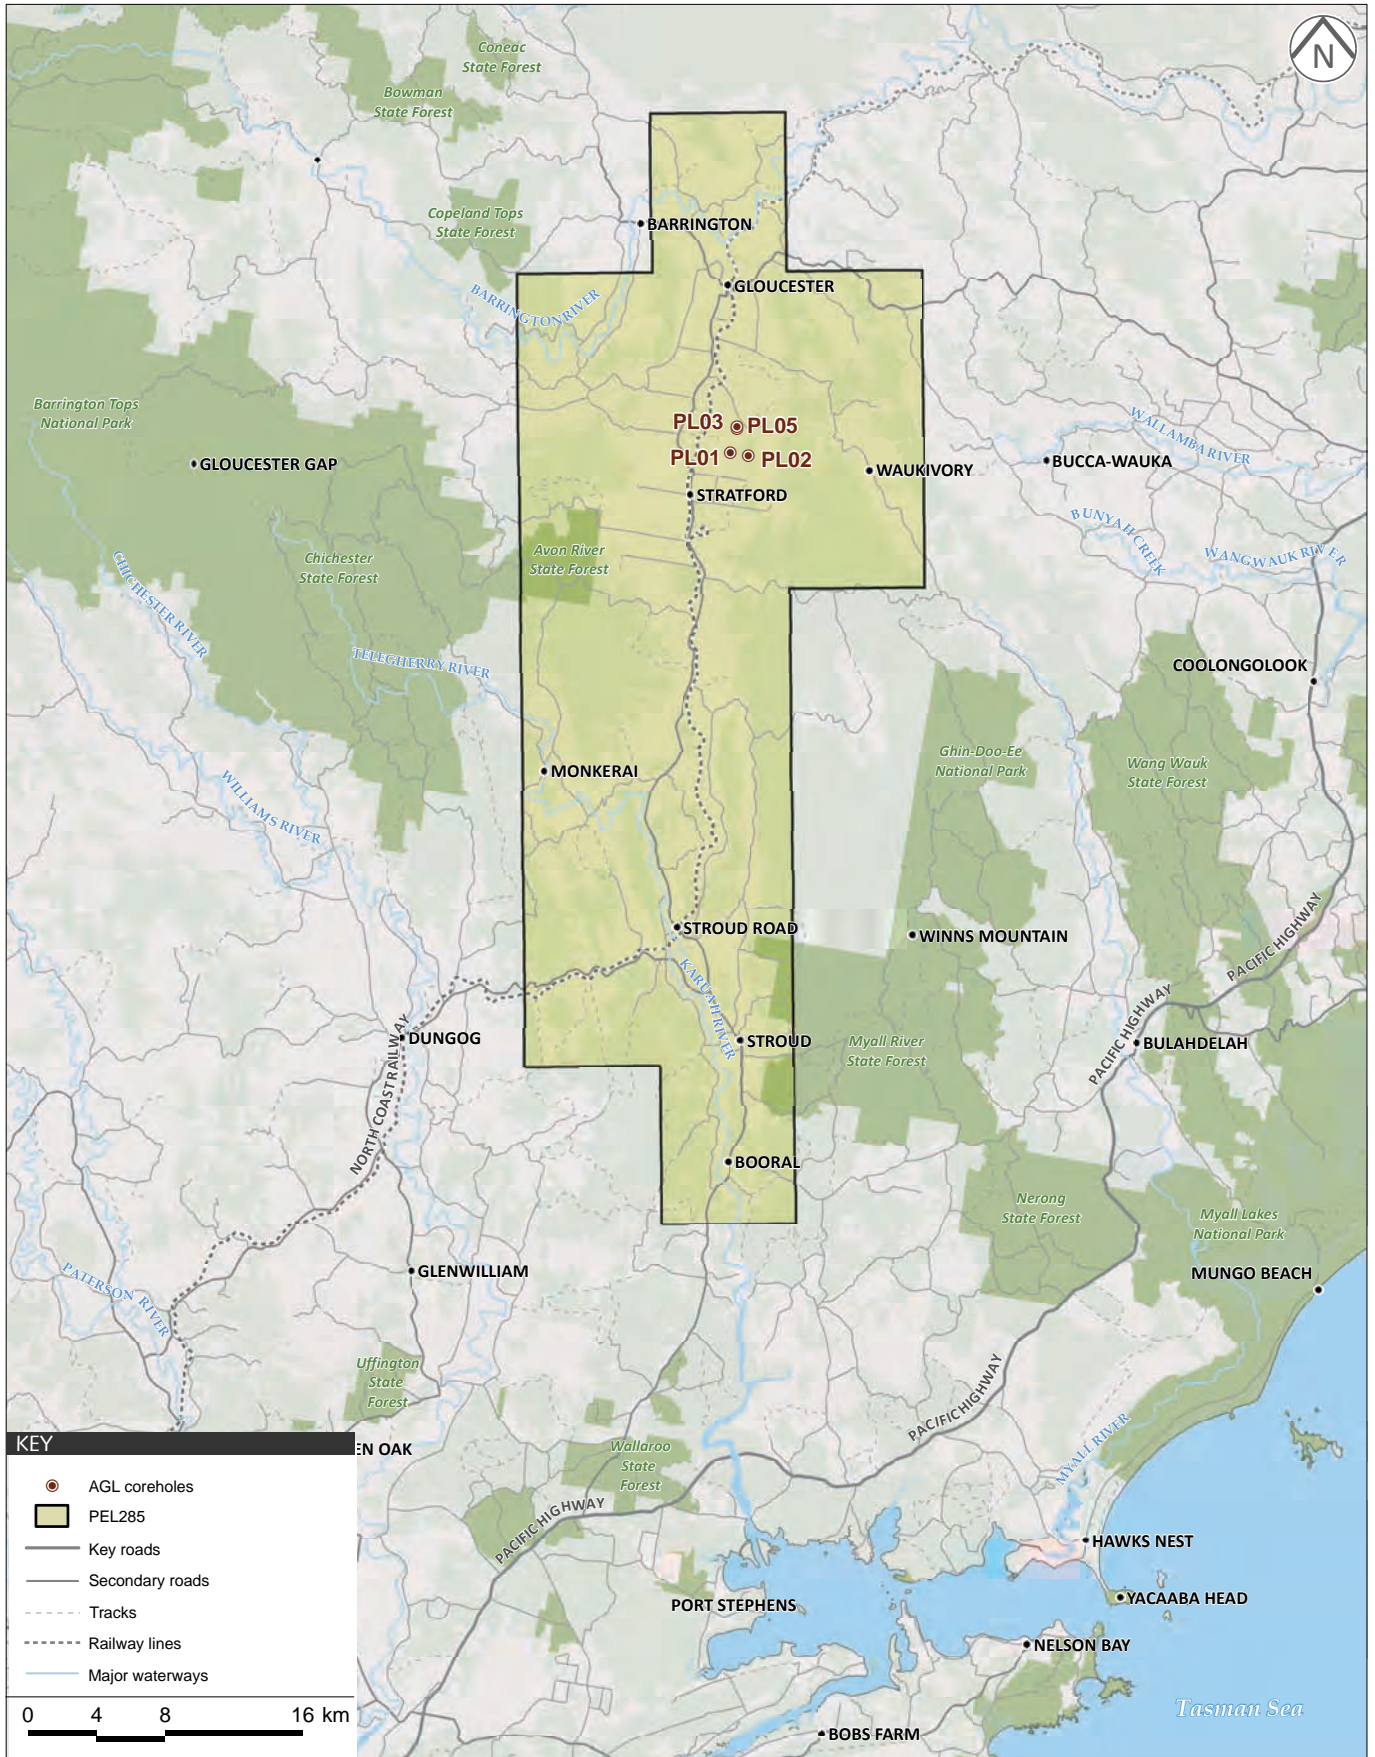 Coneac
State Forest
N
Bowman
State Forest
Copeland Tops
State Forest
BARRINGTON
GLOUCESTER
BARRINGTON RIVER
Barrington Tops
National Park
PL03
PL05
PL01
PL02
WALLAMBA RIVER
GLOUCESTER GAP
WAUKIVORY
BUCCA-WAUKA
STRATFORD
BUNYAH CREEK
WANGWAUK RIVER
Avon River
State Forest
Chichester
State Forest
CHICHESTER RIVER
TELEGHERRY RIVER
COOLONGOLOOK
Ghin-Doo-Ee
National Park
Wang Wauk
State Forest
MONKERAI
WILLIAMS RIVER
STROUD ROAD
WINNS MOUNTAIN
PACIFIC HIGHWAY
KARUAH RIVER
PACIFIC HIGHWAY
DUNGOG
STROUD
Myall River
State Forest
BULAHDELAH
NORTH COAST RAILWAY
BOORAL
Nerong
State Forest
Myall Lakes
National Park
GLENWILLIAM
MUNGO BEACH
PATERSON RIVER
Uffington
State
Forest
PACIFIC HIGHWAY
EN OAK
Wallaroo
State
Forest
MYALL RIVER
PACIFIC HIGHWAY
HAWKS NEST
PORT STEPHENS
YACAABA HEAD
NELSON BAY
Tasman Sea
BOBS FARM
KEY
AGL coreholes
PEL285
Key roads
Secondary roads
Tracks
Railway lines
Major waterways
0 4 8 16 km